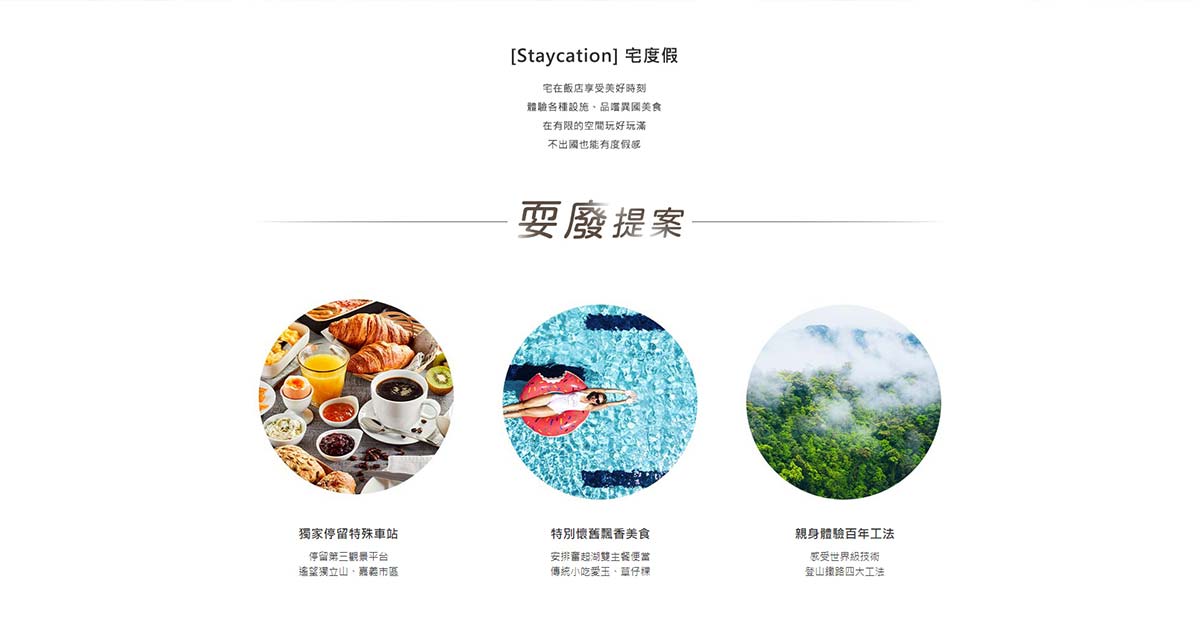 [Staycation] 宅度假
宅在飯店享受美好時刻
體驗各種設施、品嚐異國美食
在有限的空間玩好玩滿
不出國也能有度假感
耍廢提案
獨家停留特殊車站
停留第三觀景平台
遙望獨立山、嘉義市區
特別懷舊飄香美食
安排奮起湖雙主餐便當
傳統小吃愛玉、草仔粿
親身體驗百年工法
感受世界級技術
登山鐵路四大工法